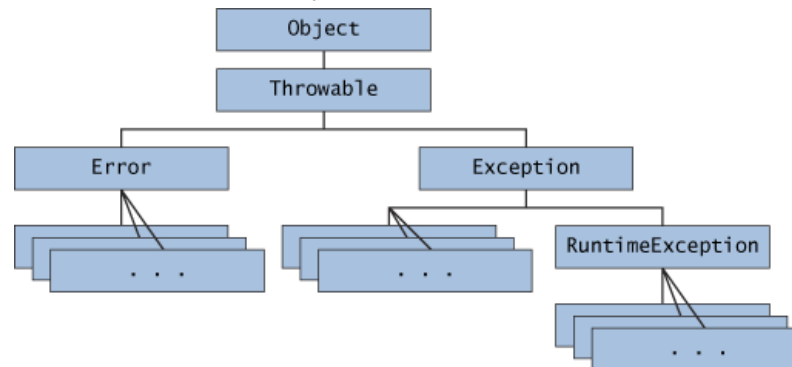 Object
Throwable
Error
Exception
. . .
. . .
RuntimeException
. . .